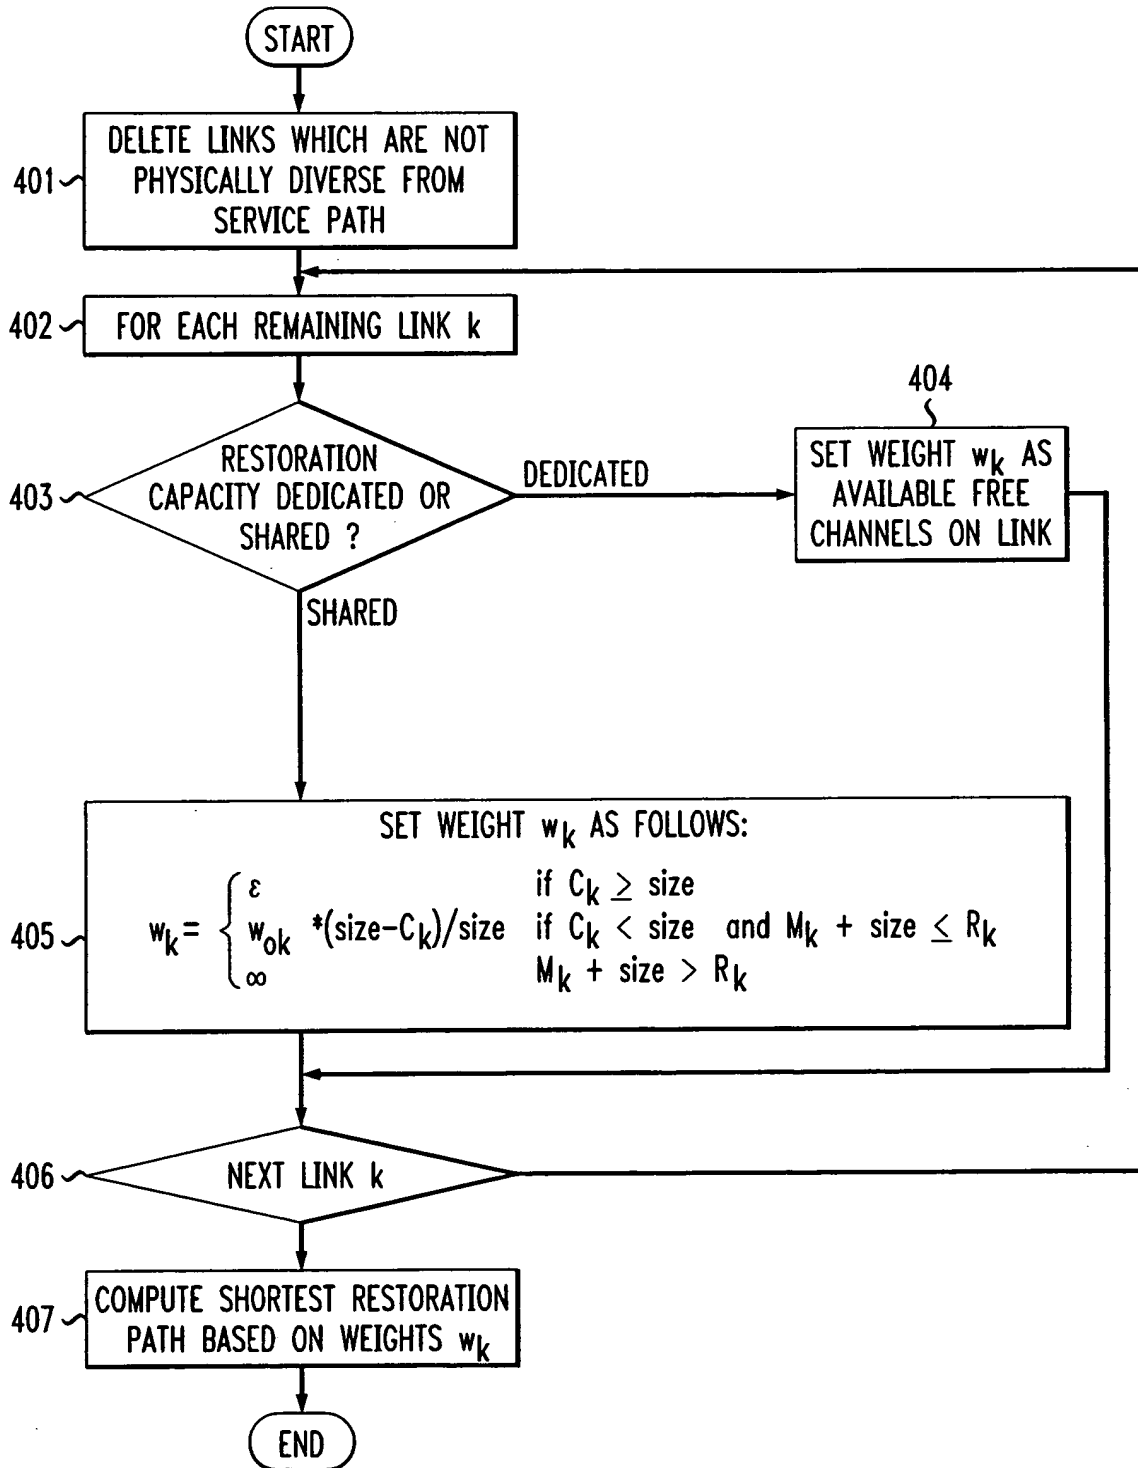 START
DELETE LINKS WHICH ARE NOT
PHYSICALLY DIVERSE FROM
SERVICE PATH
401
402
FOR EACH REMAINING LINK k
403
RESTORATION
CAPACITY DEDICATED OR
SHARED ?
DEDICATED
404
SET WEIGHT wk AS
AVAILABLE FREE
CHANNELS ON LINK
SHARED
405
SET WEIGHT wk AS FOLLOWS:
ε if Ck ≥ size
wk = { wok *(size-Ck)/size if Ck < size and Mk + size ≤ Rk
∞ Mk + size > Rk
406
NEXT LINK k
407
COMPUTE SHORTEST RESTORATION
PATH BASED ON WEIGHTS wk
END